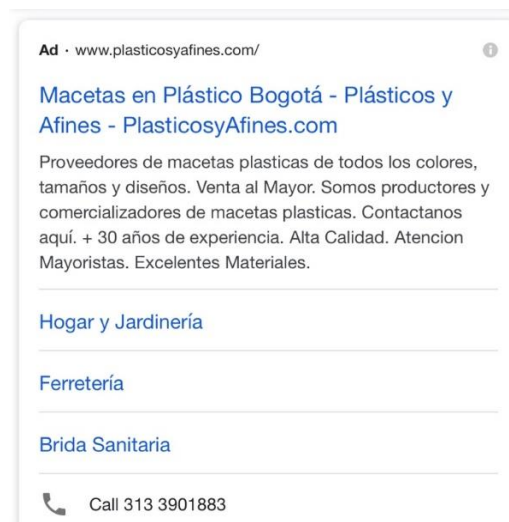 Ad · www.plasticosyafines.com/
Macetas en Plástico Bogotá - Plásticos y
Afines - PlasticosyAfines.com
Proveedores de macetas plasticas de todos los colores,
tamaños y diseños. Venta al Mayor. Somos productores y
comercializadores de macetas plasticas. Contactanos
aquí. + 30 años de experiencia. Alta Calidad. Atencion
Mayoristas. Excelentes Materiales.
Hogar y Jardinería
Ferretería
Brida Sanitaria
Call 313 3901883